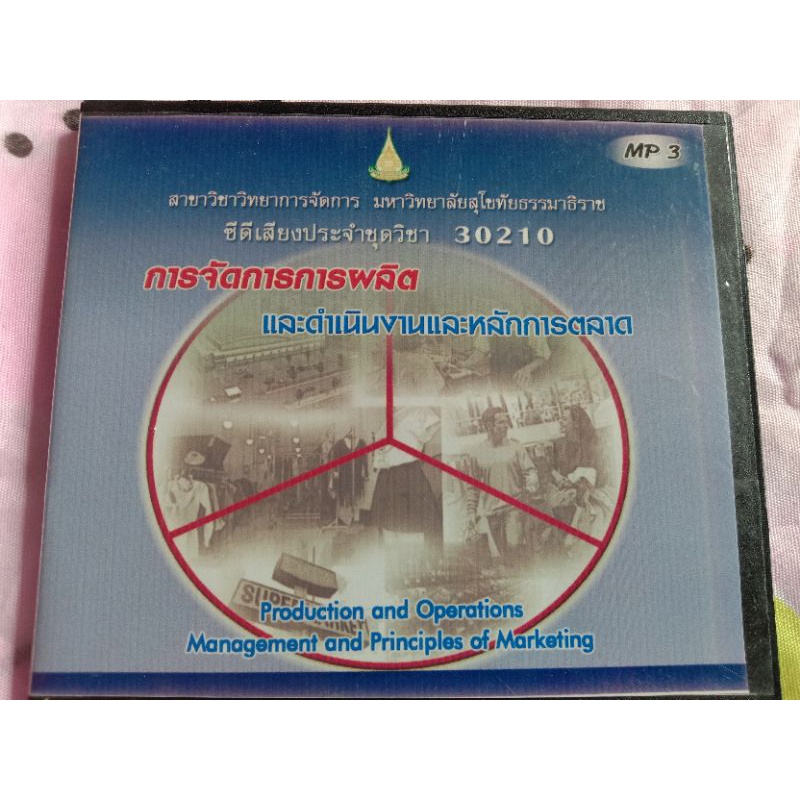 MP 3
สาขาวิชาวิทยาการจัดการ มหาวิทยาลัยสุโขทัยธรรมาธิราช
ซีดีเสียงประจำชุดวิชา 30210
การจัดการการผลิต
และดำเนินงานและหลักการตลาด
Production and Operations
Management and Principles of Marketing